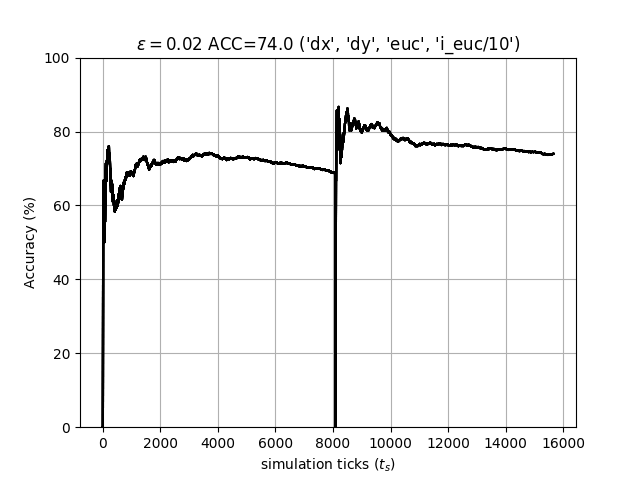 ε = 0.02 ACC=74.0 ('dx', 'dy', 'euc', 'i_euc/10')
100
80
60
40
20
0
Accuracy (%)
0 2000 4000 6000 8000 10000 12000 14000 16000
simulation ticks (tₛ)